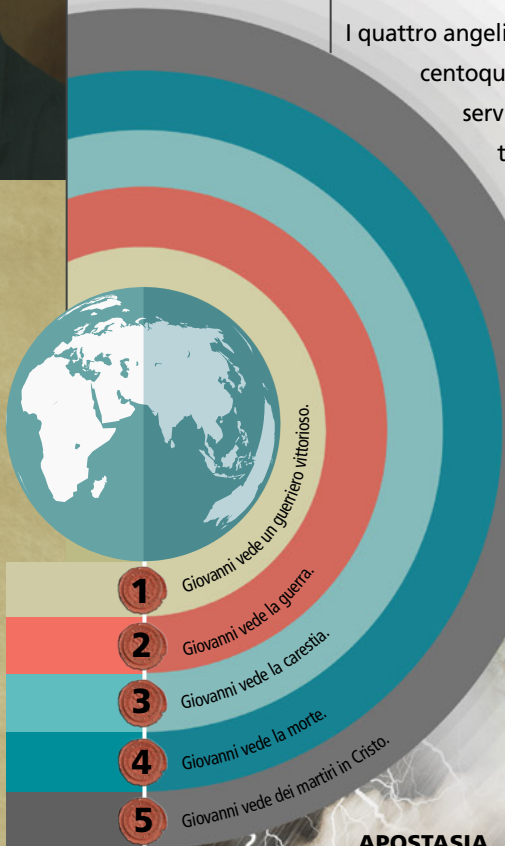 I quattro angeli
centoqu
serv
t
1 Giovanni vede un guerriero vittorioso.
2 Giovanni vede la guerra.
3 Giovanni vede la carestia.
4 Giovanni vede la morte.
5 Giovanni vede dei martiri in Cristo.
APOSTASIA